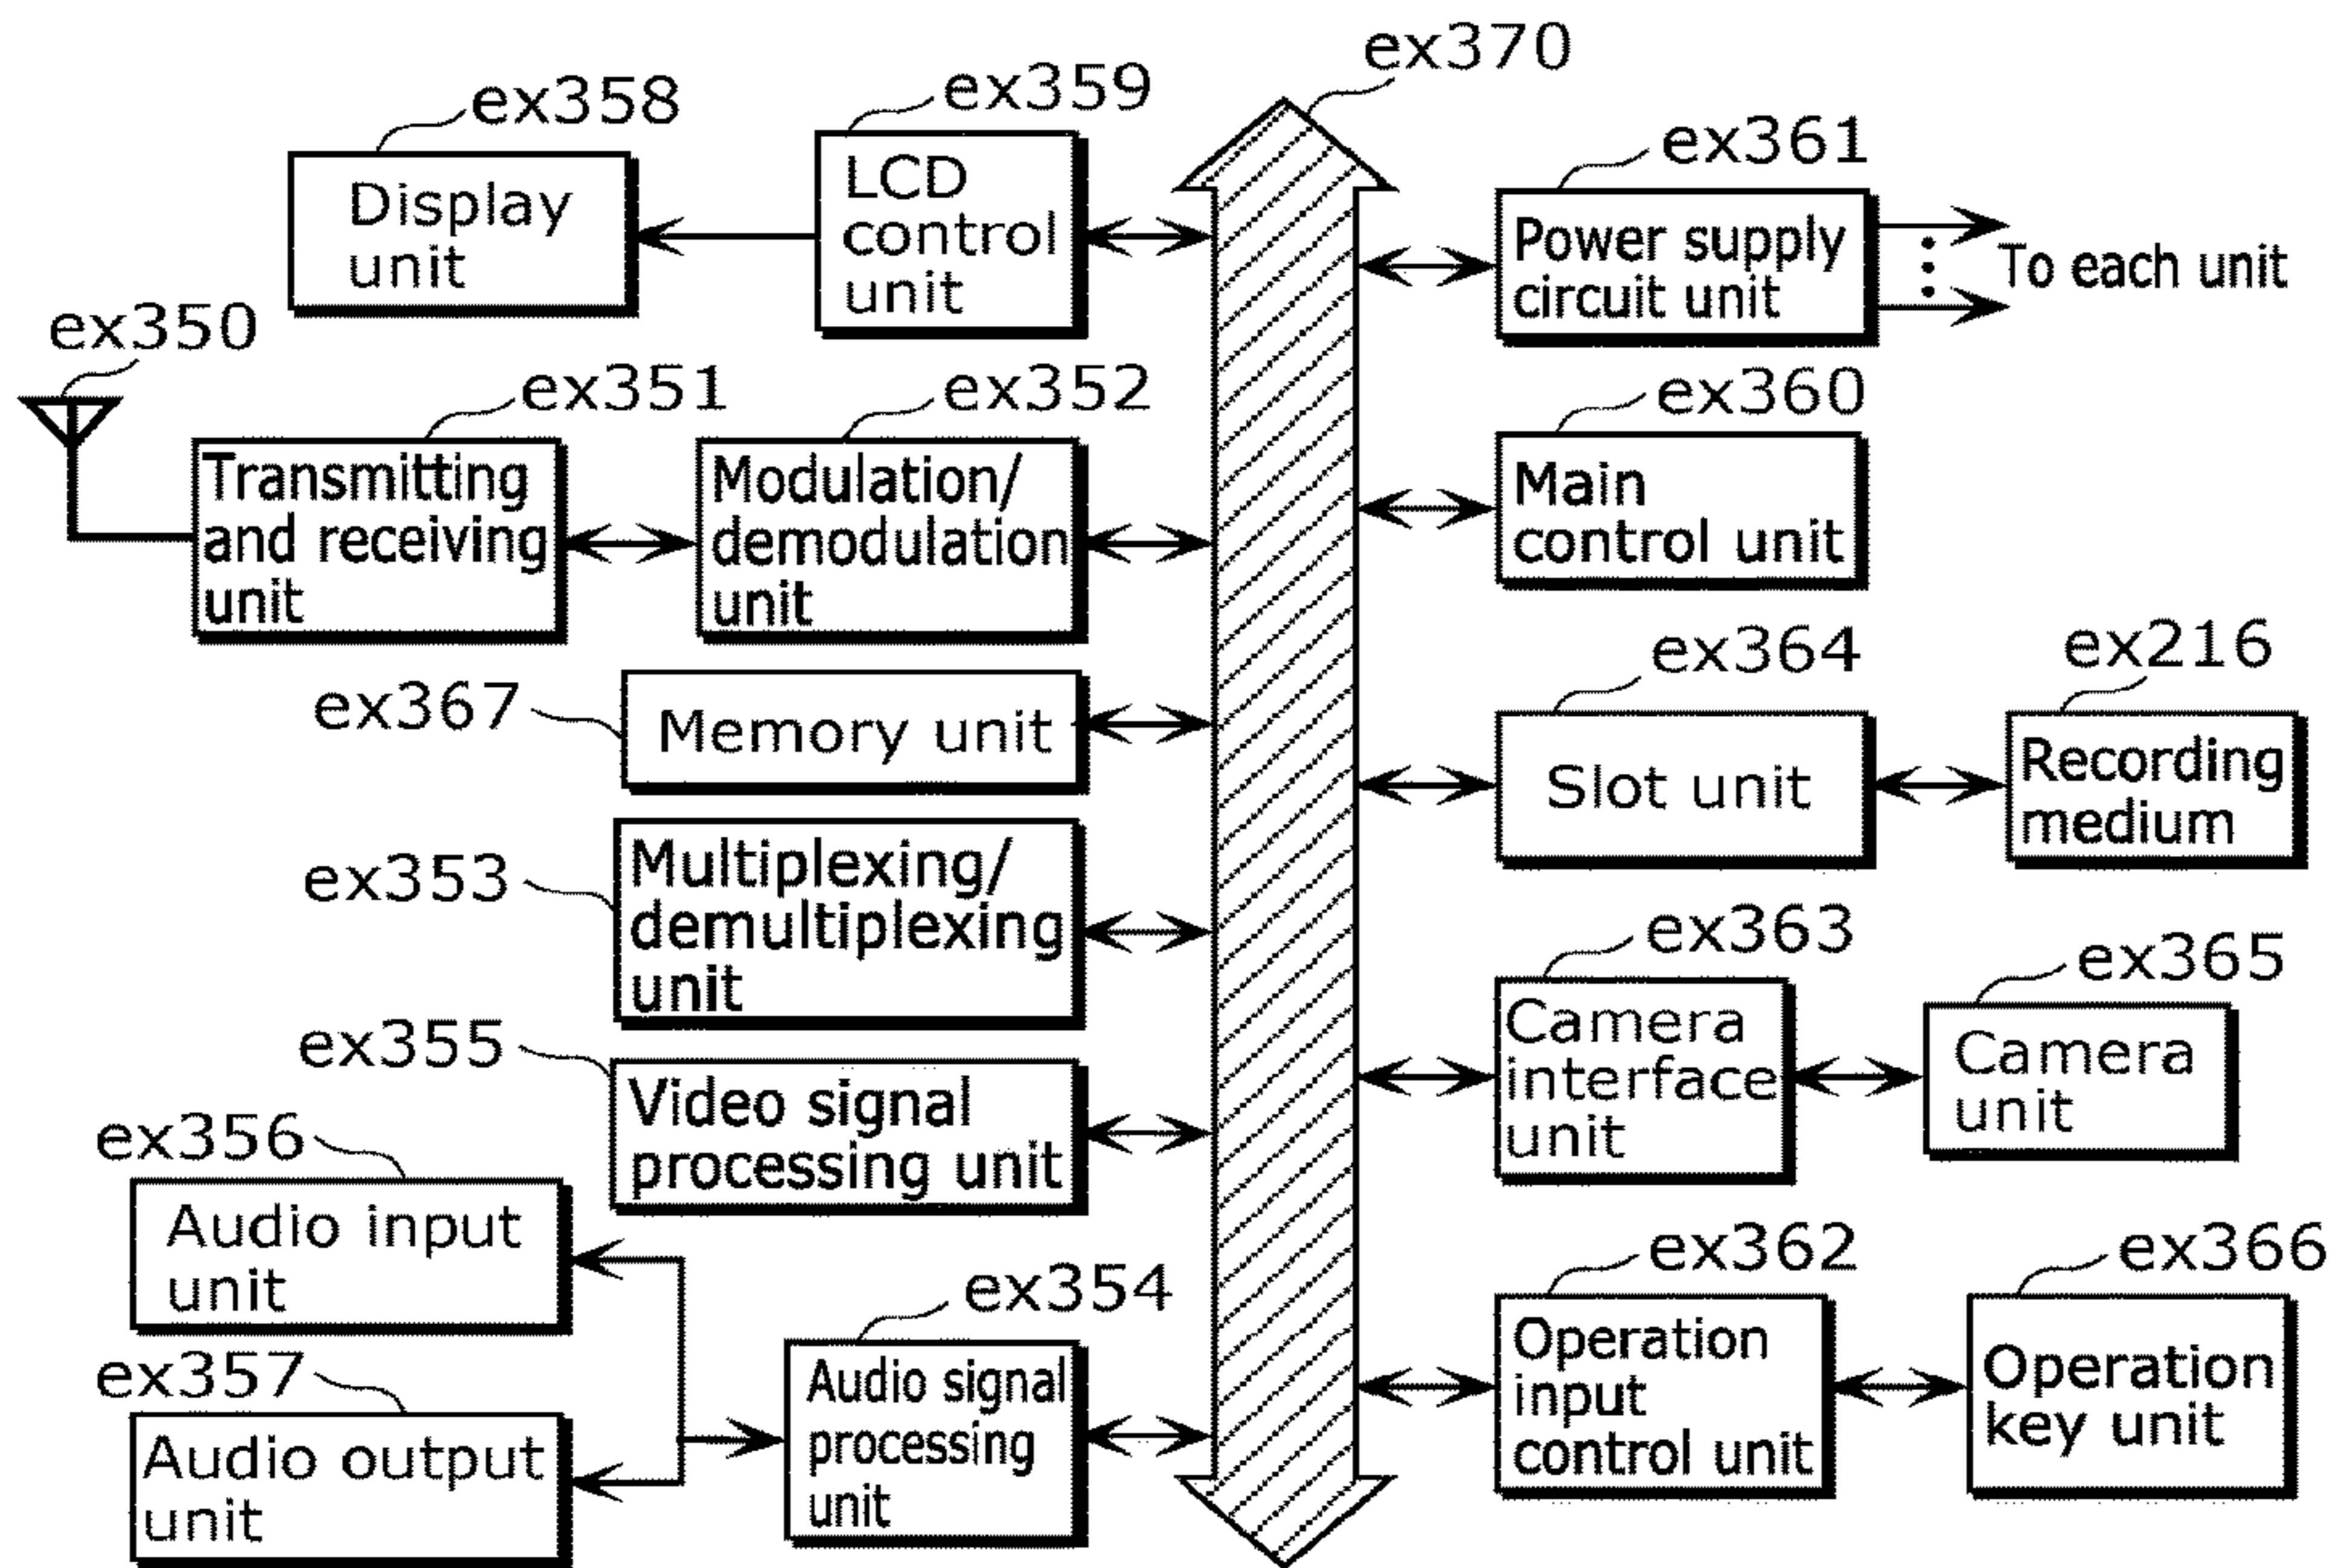 ex370
ex358
ex359
ex361
Display
unit
LCD
control
unit
Power supply
circuit unit
To each unit
ex350
ex351
ex352
ex360
Transmitting
and receiving
unit
Modulation/
demodulation
unit
Main
control unit
ex367
Memory unit
ex364
ex216
Slot unit
Recording
medium
ex353
Multiplexing/
demultiplexing
unit
ex363
ex365
Camera
interface
unit
Camera
unit
ex355
Video signal
processing unit
ex356
Audio input
unit
ex354
ex362
ex366
ex357
Audio output
unit
Audio signal
processing
unit
Operation
input
control unit
Operation
key unit